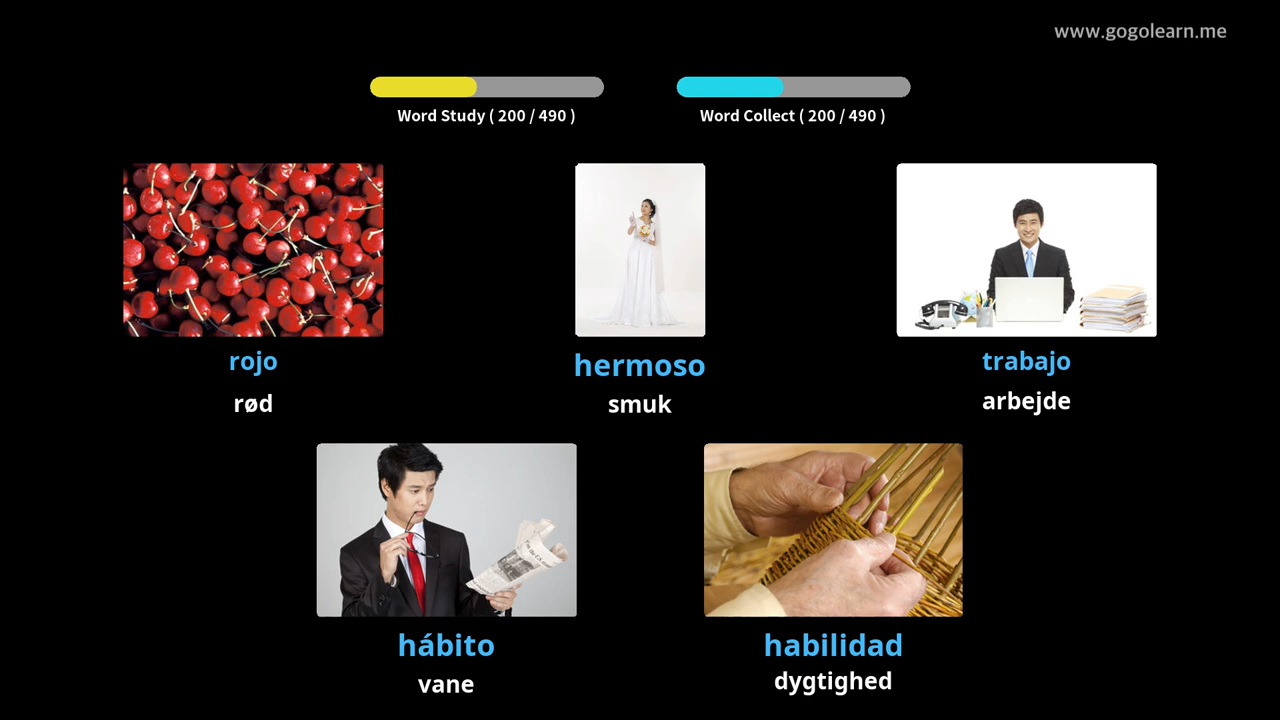 www.gogolearn.me
Word Study ( 200 / 490 )
Word Collect ( 200 / 490 )
rojo
rød
hermoso
smuk
trabajo
arbejde
hábito
vane
habilidad
dygtighed